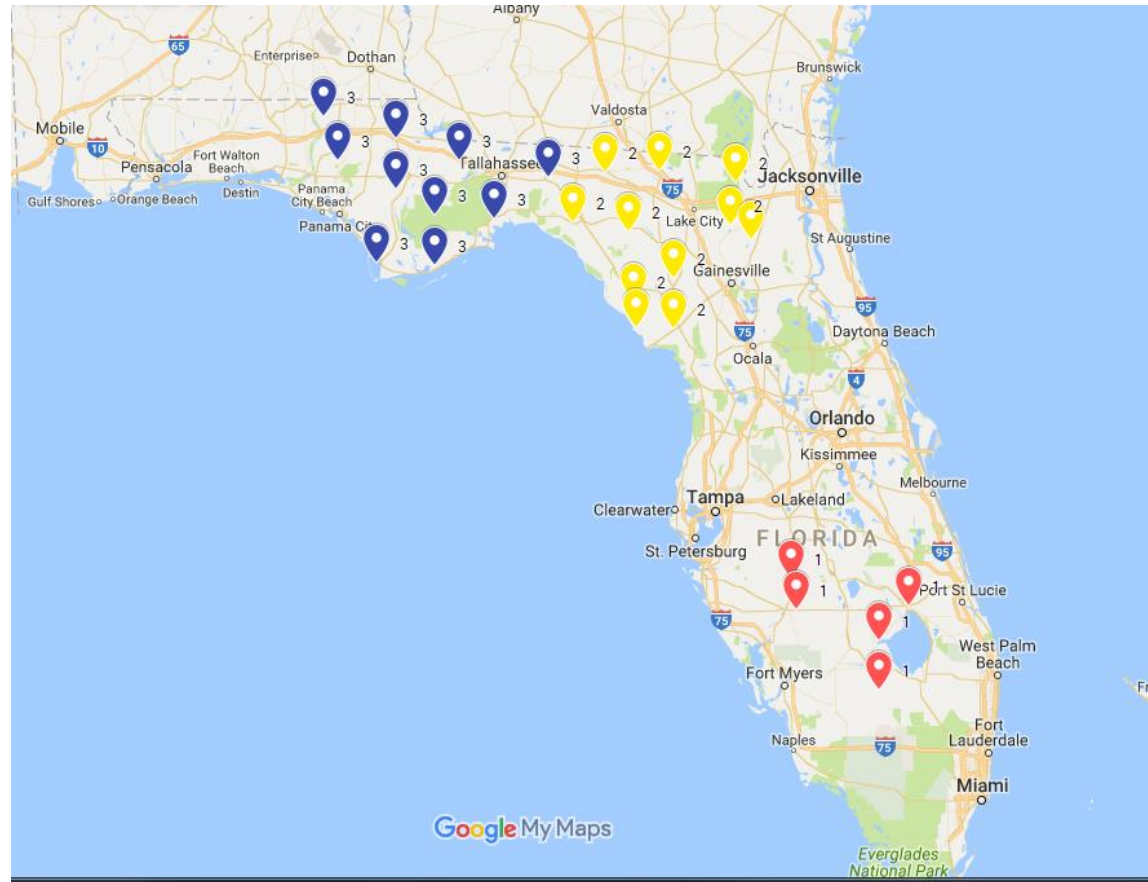 Albany
65
Enterprise
Dothan
Brunswick
3
3
Valdosta
Mobile
10
3
3
3
2
2
2
Pensacola
Fort Walton
Beach
Destin
Tallahassee
75
Jacksonville
Gulf Shores
Orange Beach
Panama
City Beach
Panama City
3
3
3
2
2
2
Lake City
St Augustine
3
3
2
Gainesville
2
2
95
75
Daytona Beach
Ocala
4
Orlando
Kissimmee
Melbourne
Tampa
Lakeland
Clearwater
St. Petersburg
FLORIDA
95
1
1
1
Port St Lucie
75
1
West Palm
Beach
Fort Myers
1
Fort
Lauderdale
Naples
75
Miami
Google My Maps
Everglades
National Park